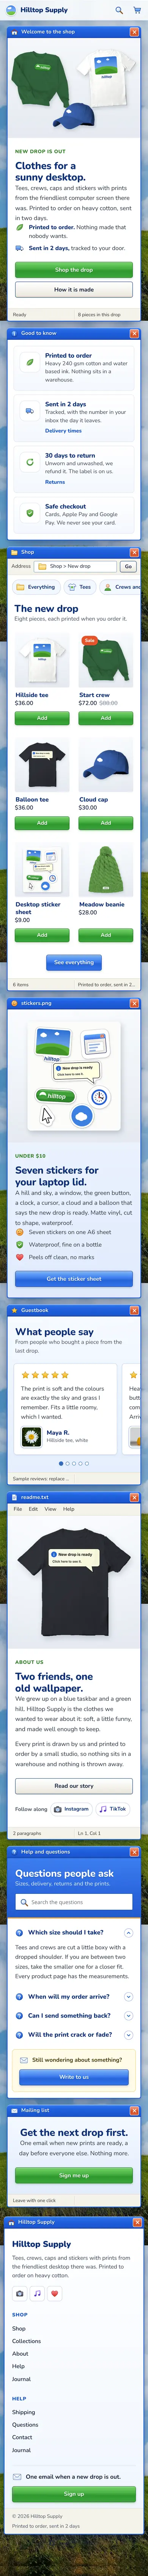 Hilltop Supply
Welcome to the shop
NEW DROP IS OUT
Clothes for a
sunny desktop.
Tees, crews, caps and stickers with prints
from the friendliest computer screen there
was. Printed to order on heavy cotton, sent
in two days.
Printed to order. Nothing made that
nobody wants.
Sent in 2 days, tracked to your door.
Shop the drop
How it is made
Ready
8 pieces in this drop
Good to know
Printed to order
Heavy 240 gsm cotton and water
based ink. Nothing sits in a
warehouse.
Sent in 2 days
Tracked, with the number in your
inbox the day it leaves.
Delivery times
30 days to return
Unworn and unwashed, we
refund it. The label is on us.
Returns
Safe checkout
Cards, Apple Pay and Google
Pay. We never see your card.
Shop
Address
Shop > New drop
Go
Everything
Tees
Crews and
The new drop
Eight pieces, each printed when you order it.
Sale
Hillside tee
$36.00
Add
Start crew
$72.00 $88.00
Add
Balloon tee
$36.00
Add
Cloud cap
$30.00
Add
Desktop sticker
sheet
$9.00
Add
Meadow beanie
$28.00
Add
See everything
6 items
Printed to order, sent in 2...
stickers.png
hilltop
New drop is ready
Click here to see it.
hilltop
UNDER $10
Seven stickers for
your laptop lid.
A hill and sky, a window, the green button,
a clock, a cursor, a cloud and a balloon that
says the new drop is ready. Matte vinyl, cut
to shape, waterproof.
Seven stickers on one A6 sheet
Waterproof, fine on a bottle
Peels off clean, no marks
Get the sticker sheet
Guestbook
What people say
From people who bought a piece from the
last drop.
The print is soft and the colours
are exactly the sky and grass I
remember. Fits a little roomy,
which I wanted.
Maya R.
Hillside tee, white
Sample reviews: replace ...
readme.txt
File Edit View Help
New drop is ready
Click here to see it.
ABOUT US
Two friends, one
old wallpaper.
We grew up on a blue taskbar and a green
hill. Hilltop Supply is the clothes we
wanted to wear about it: soft, a little funny,
and made well enough to keep.
Every print is drawn by us and printed to
order by a small studio, so nothing sits in a
warehouse and nothing is thrown away.
Read our story
Follow along
Instagram
TikTok
2 paragraphs
Ln 1, Col 1
Help and questions
Questions people ask
Sizes, delivery, returns and the prints.
Search the questions
Which size should I take?
Tees and crews are cut a little boxy with a
dropped shoulder. If you are between two
sizes, take the smaller one for a closer fit.
Every product page has the measurements.
When will my order arrive?
Can I send something back?
Will the print crack or fade?
Still wondering about something?
Write to us
Mailing list
Get the next drop first.
One email when new prints are ready, a
day before everyone else. Nothing more.
Sign me up
Leave with one click
Hilltop Supply
Hilltop Supply
Tees, crews, caps and stickers with prints from
the friendliest desktop there was. Printed to
order on heavy cotton.
SHOP
Shop
Collections
About
Help
Journal
HELP
Shipping
Questions
Contact
Journal
One email when a new drop is out.
Sign up
© 2026 Hilltop Supply
Printed to order, sent in 2 days